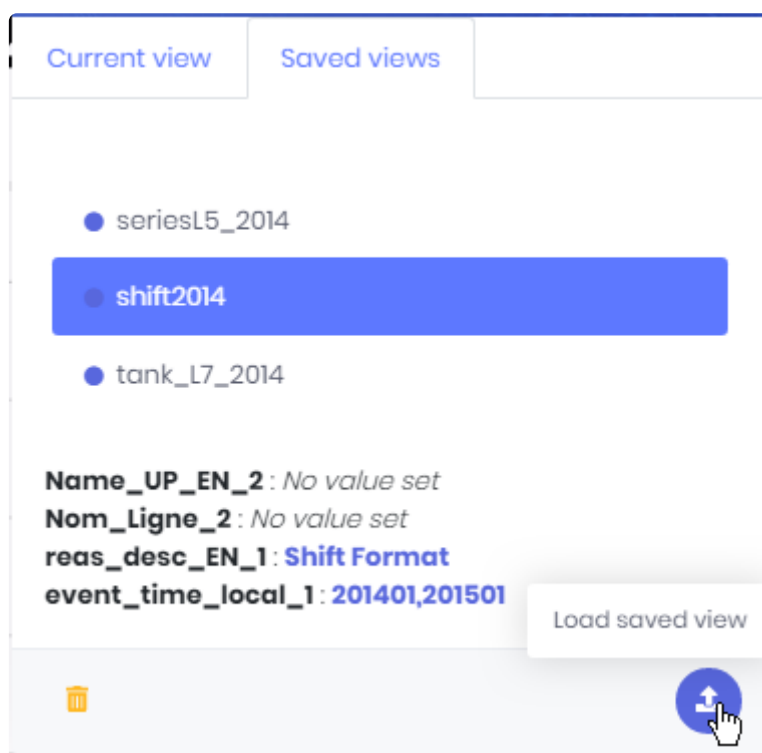 Current view
Saved views
seriesL5_2014
shift2014
tank_L7_2014
Name_UP_EN_2 : No value set
Nom_Ligne_2 : No value set
reas_desc_EN_1 : Shift Format
event_time_local_1 : 201401,201501
Load saved view